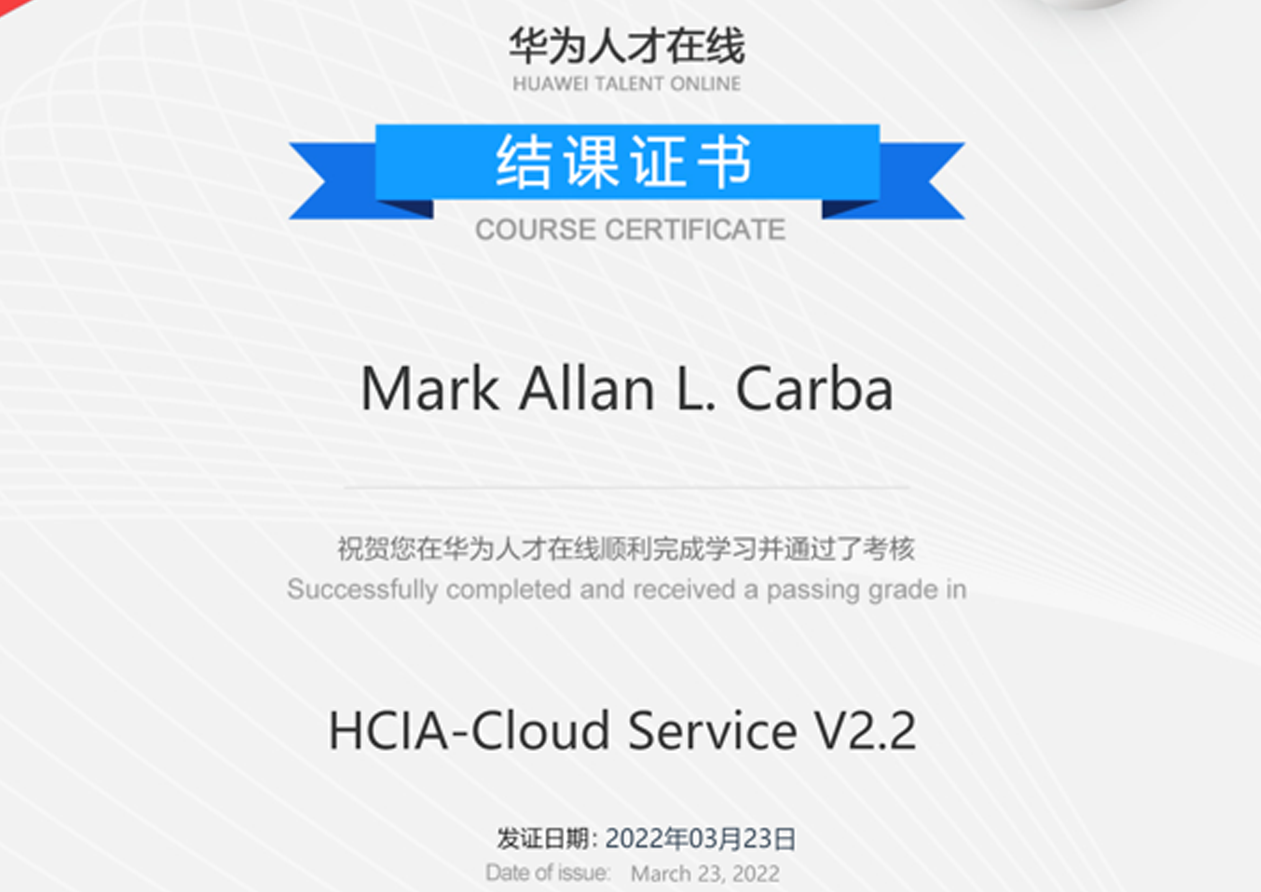 华为人才在线
HUAWEI TALENT ONLINE
结课证书
COURSE CERTIFICATE
Mark Allan L. Carba
祝贺您在华为人才在线顺利完成学习并通过了考核
Successfully completed and received a passing grade in
HCIA-Cloud Service V2.2
发证日期: 2022年03月23日
Date of issue: March 23, 2022